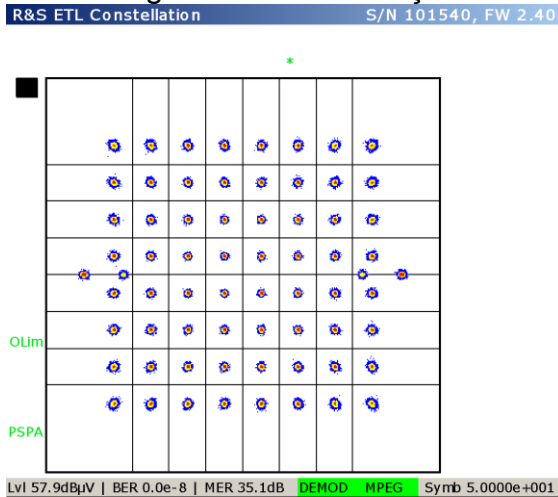 R&S ETL Constellation S/N 101540, FW 2.40
*
OLim
PSPA
Lvl 57.9dBµV | BER 0.0e-8 | MER 35.1dB DEMOD MPEG Symb 5.0000e+001